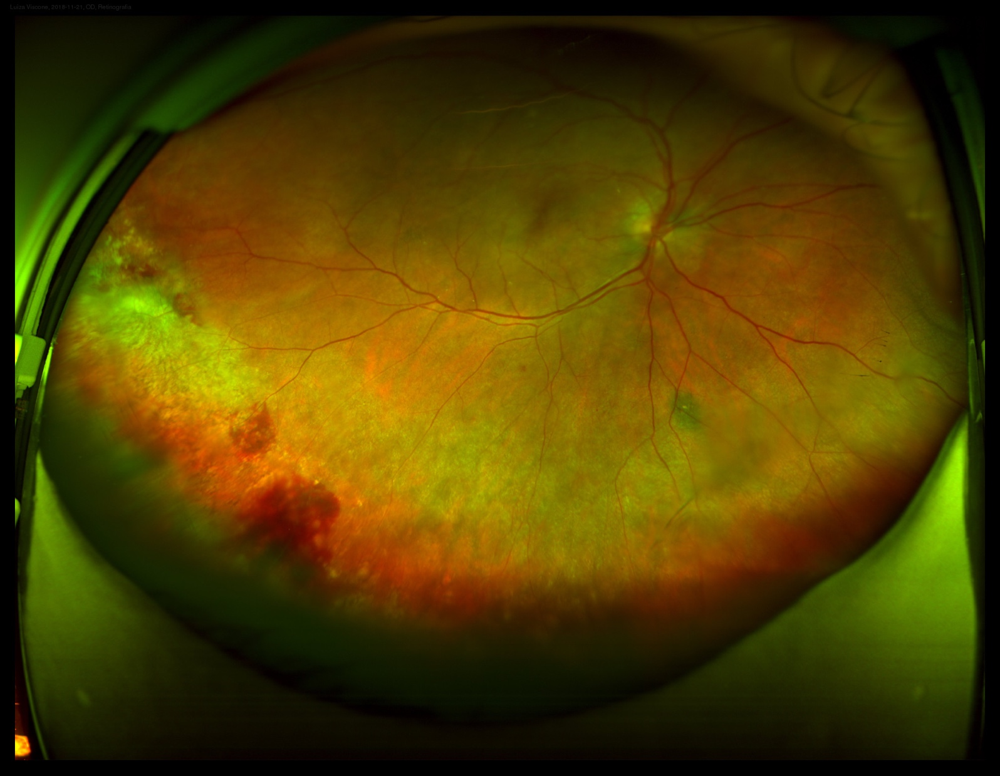 Luiza Viscone, 2018-11-21, OD, Retinografia